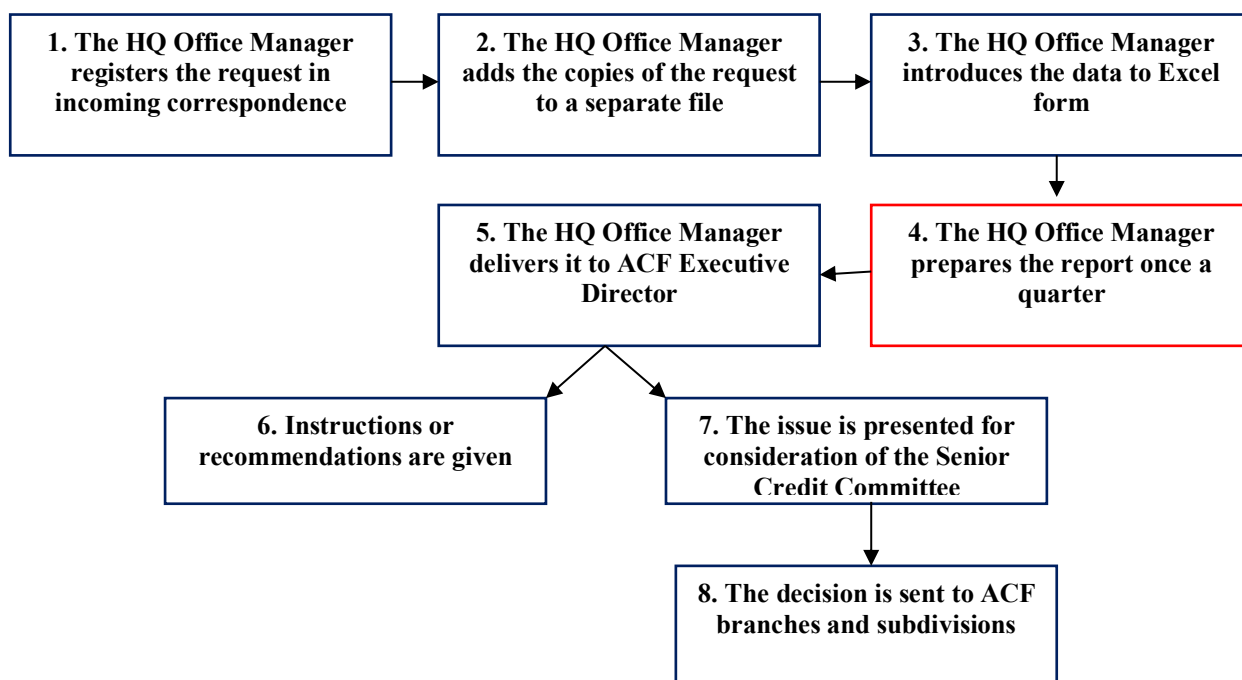 1. The HQ Office Manager
registers the request in
incoming correspondence
2. The HQ Office Manager
adds the copies of the request
to a separate file
3. The HQ Office Manager
introduces the data to Excel
form
4. The HQ Office Manager
prepares the report once a
quarter
5. The HQ Office Manager
delivers it to ACF Executive
Director
6. Instructions or
recommendations are given
7. The issue is presented for
consideration of the Senior
Credit Committee
8. The decision is sent to ACF
branches and subdivisions